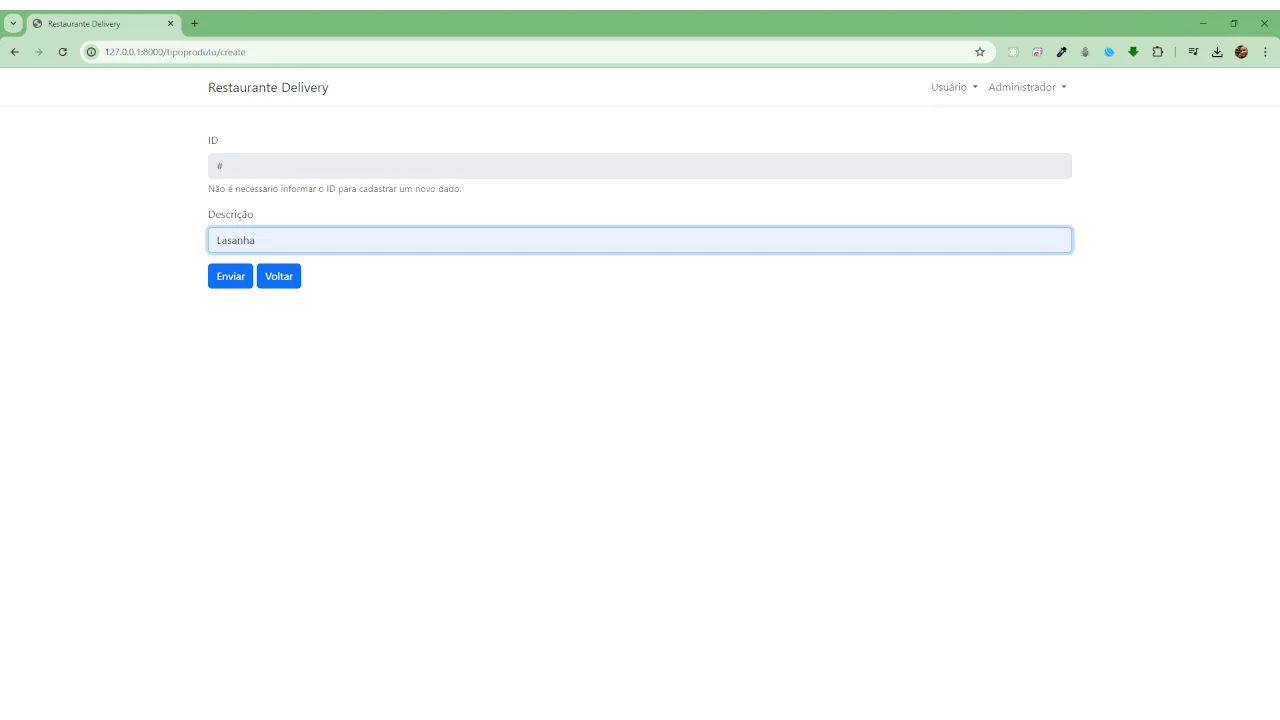 Restaurante Delivery
127.0.0.1:8000/tipoproduto/create
Restaurante Delivery Usuário Administrador
ID
#
Não é necessário informar o ID para cadastrar um novo dado.
Descrição
Lasanha
Enviar Voltar